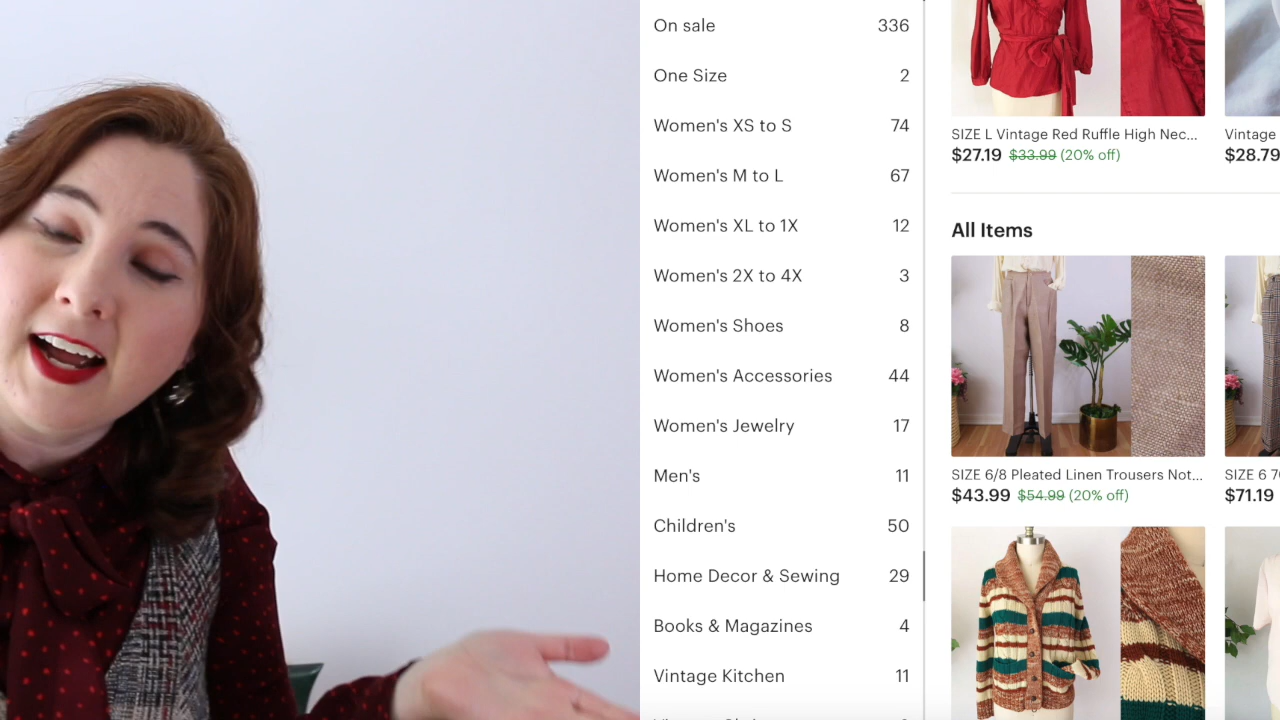 On sale 336
One Size 2
Women's XS to S 74
Women's M to L 67
Women's XL to 1X 12
Women's 2X to 4X 3
Women's Shoes 8
Women's Accessories 44
Women's Jewelry 17
Men's 11
Children's 50
Home Decor & Sewing 29
Books & Magazines 4
Vintage Kitchen 11
SIZE L Vintage Red Ruffle High Nec...
$27.19 $33.99 (20% off)
Vintage
$28.79
All Items
SIZE 6/8 Pleated Linen Trousers Not...
$43.99 $54.99 (20% off)
SIZE 6
$71.19